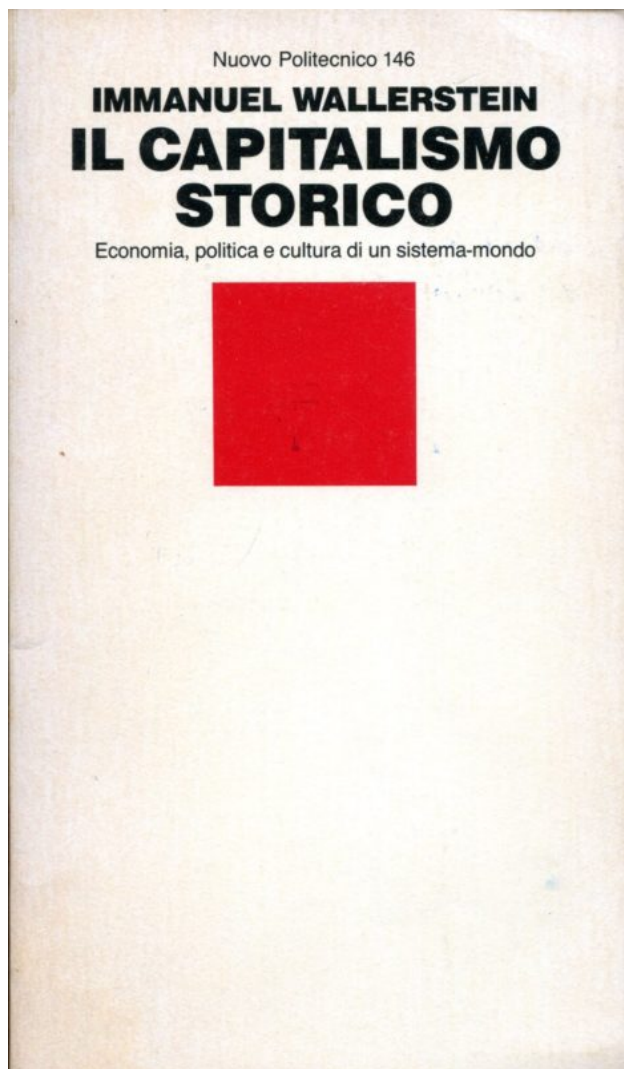 Nuovo Politecnico 146
IMMANUEL WALLERSTEIN
IL CAPITALISMO
STORICO
Economia, politica e cultura di un sistema-mondo